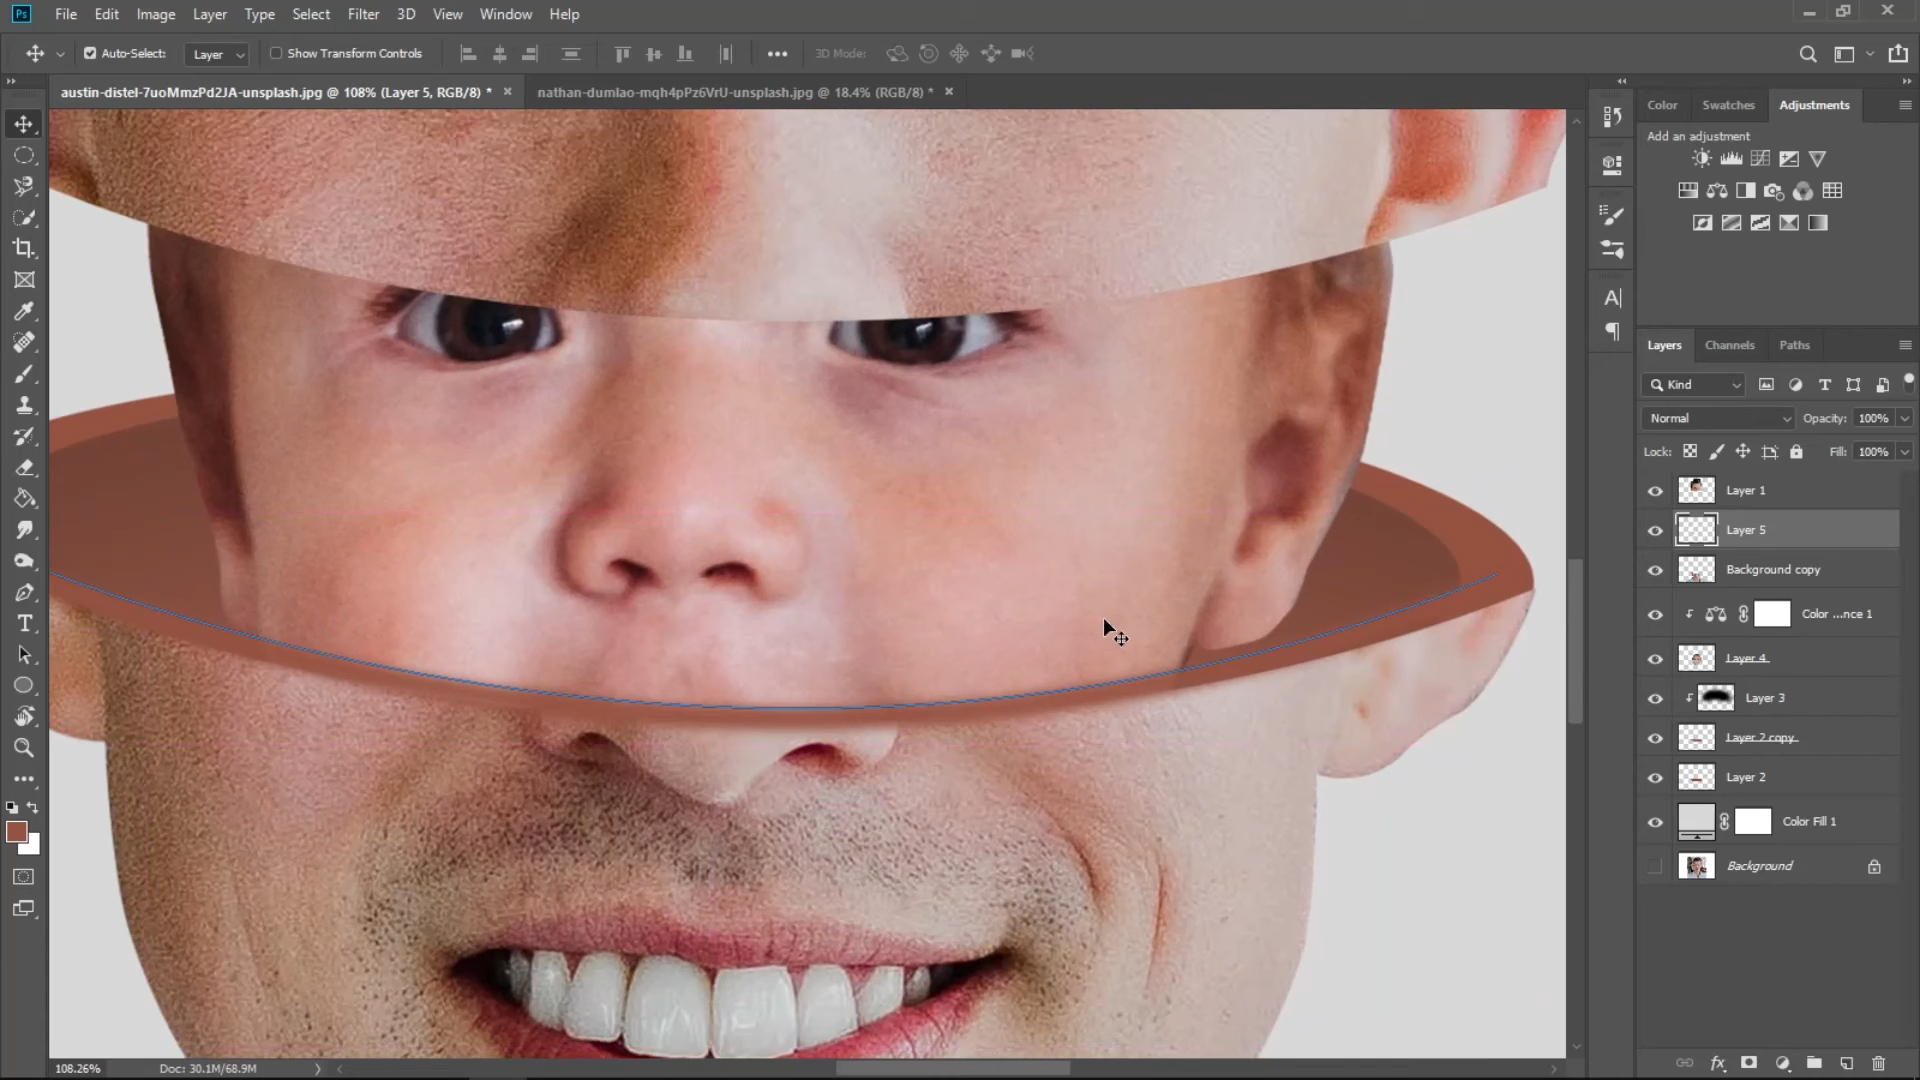 Ps File Edit Image Layer Type Select Filter 3D View Window Help
Auto-Select: Layer Show Transform Controls 3D Mode:
austin-distel-7uoMmzPd2JA-unsplash.jpg @ 108% (Layer 5, RGB/8) * nathan-dumlao-mqh4pPz6VrU-unsplash.jpg @ 18.4% (RGB/8) *
Color Swatches Adjustments
Add an adjustment
Layers Channels Paths
Kind
Normal Opacity: 100%
Lock: Fill: 100%
Layer 1
Layer 5
Background copy
Color ...nce 1
Layer 4
Layer 3
Layer 2 copy
Layer 2
Color Fill 1
Background
108.26% Doc: 30.1M/68.9M